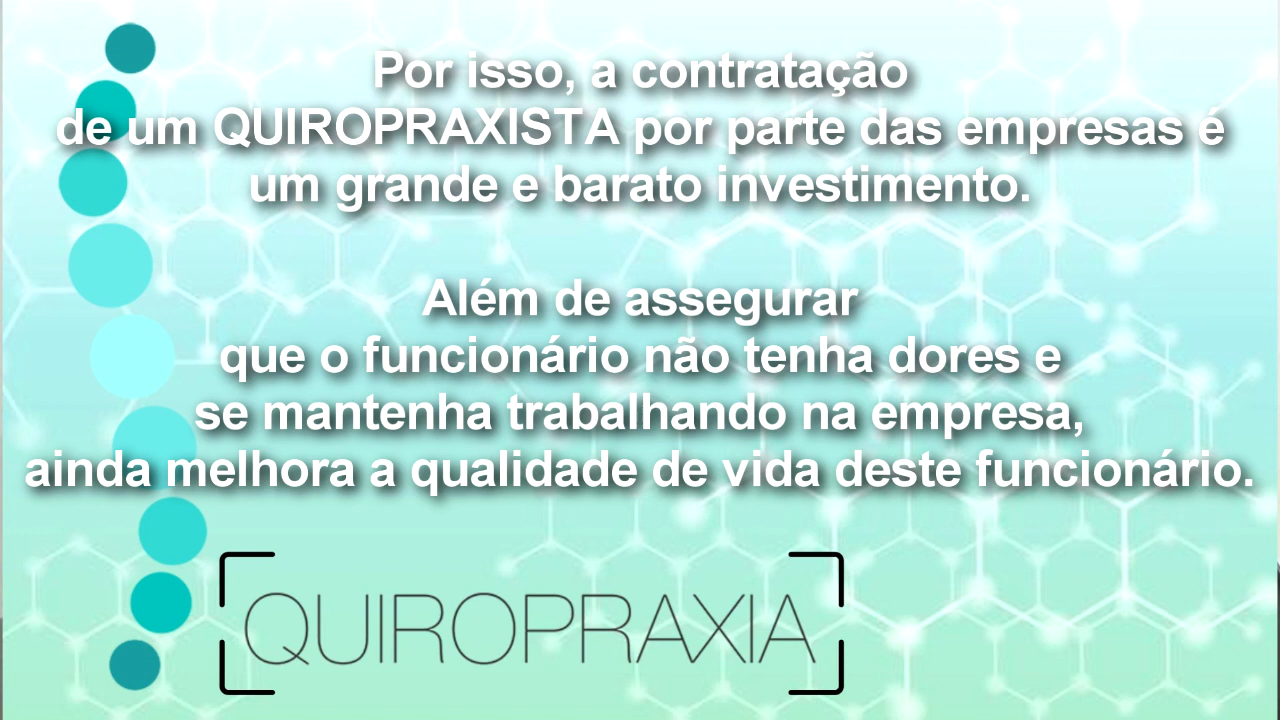 Por isso, a contratação
de um QUIROPRAXISTA por parte das empresas é
um grande e barato investimento.
Além de assegurar
que o funcionário não tenha dores e
se mantenha trabalhando na empresa,
ainda melhora a qualidade de vida deste funcionário.
QUIROPRAXIA